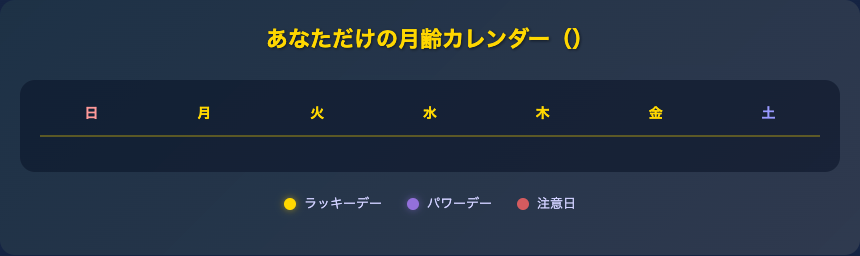 あなただけの月齢カレンダー（）
日 月 火 水 木 金 土
ラッキーデー パワーデー 注意日